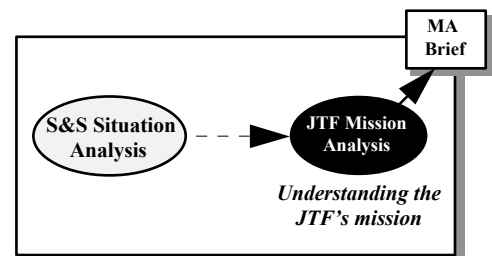 MA
Brief
S&S Situation
Analysis
JTF Mission
Analysis
Understanding the
JTF's mission